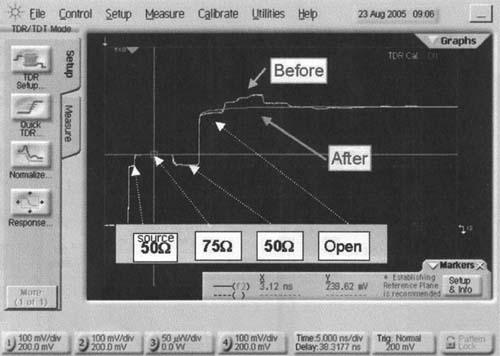 File Control Setup Measure Calibrate Utilities Help 23 Aug 2005 09:06
TDR/TDT Mode
Graphs
Setup
Measure
TDR
Setup...
Quick
TDR...
Normalize...
Response...
TDR Cal
Before
After
source
50Ω 75Ω 50Ω Open
More
(1 of 1)
Markers
X Y
3.12 ns 238.62 mV
* Establishing
Reference Plane
is recommended
Setup
& Info
1 100 mV/div
200.0 mV
2 100 mV/div
200.0 mV
3 50 µW/div
0.0 W
4 100 mV/div
200.0 mV
Time:5.000 ns/div
Delay:38.3177 ns
Trig: Normal
200 mV
Pattern
Lock